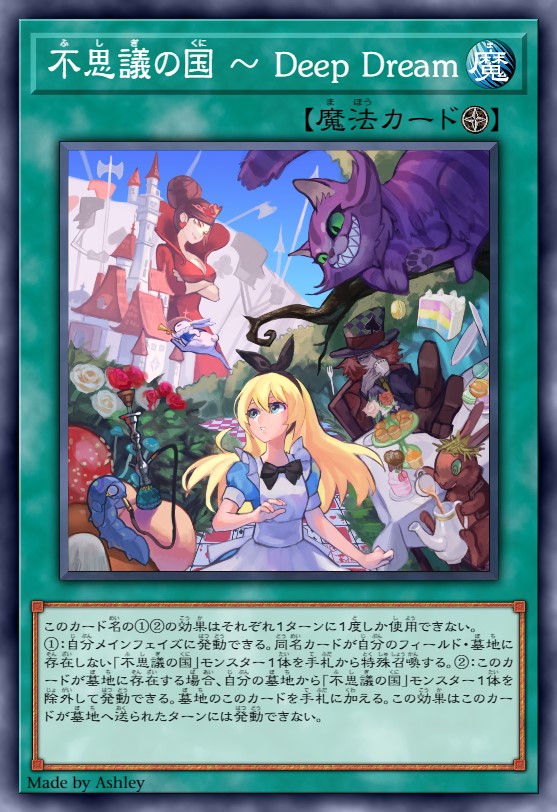 不思議の国 ～ Deep Dream 魔
【魔法カード】
このカード名の①②の効果はそれぞれ1ターンに1度しか使用できない。
①：自分メインフェイズに発動できる。同名カードが自分のフィールド・墓地に
存在しない「不思議の国」モンスター1体を手札から特殊召喚する。②：このカ
ードが墓地に存在する場合、自分の墓地から「不思議の国」モンスター1体を
除外して発動できる。墓地のこのカードを手札に加える。この効果はこのカー
ドが墓地へ送られたターンには発動できない。
Made by Ashley